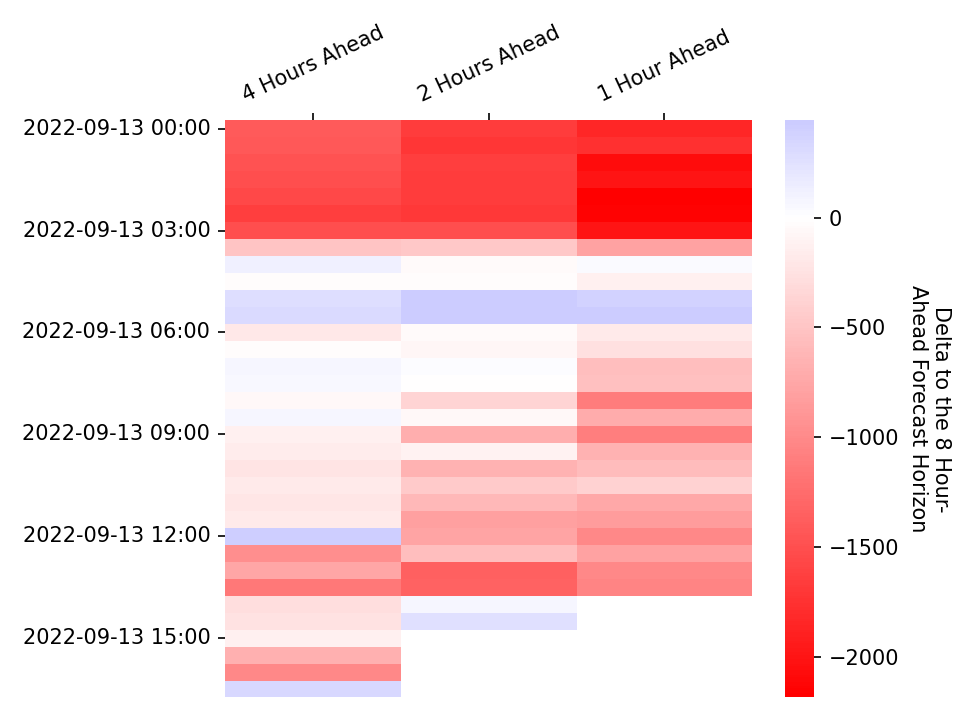 4 Hours Ahead
2 Hours Ahead
1 Hour Ahead
2022-09-13 00:00
2022-09-13 03:00
2022-09-13 06:00
2022-09-13 09:00
2022-09-13 12:00
2022-09-13 15:00
0
−500
−1000
−1500
−2000
Delta to the 8 Hour-
Ahead Forecast Horizon